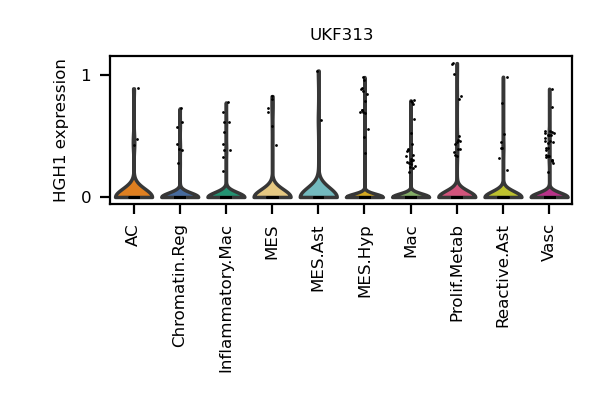 UKF313
HGH1 expression
1
0
AC
Chromatin.Reg
Inflammatory.Mac
MES
MES.Ast
MES.Hyp
Mac
Prolif.Metab
Reactive.Ast
Vasc